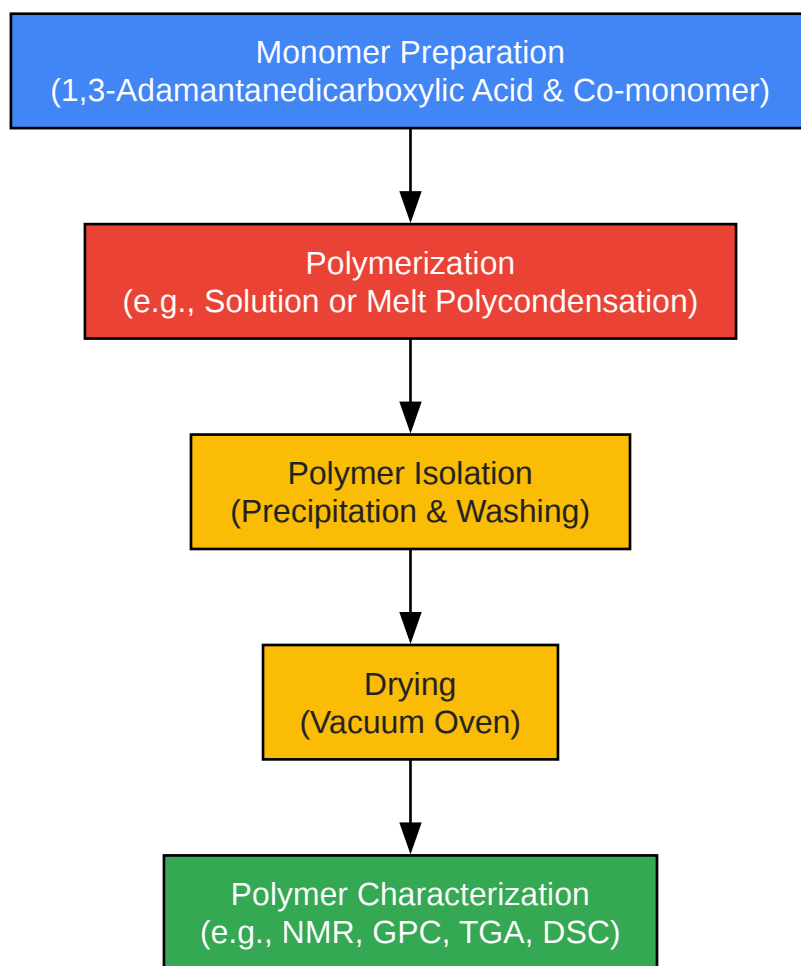 Monomer Preparation
(1,3-Adamantanedicarboxylic Acid & Co-monomer)
Polymerization
(e.g., Solution or Melt Polycondensation)
Polymer Isolation
(Precipitation & Washing)
Drying
(Vacuum Oven)
Polymer Characterization
(e.g., NMR, GPC, TGA, DSC)